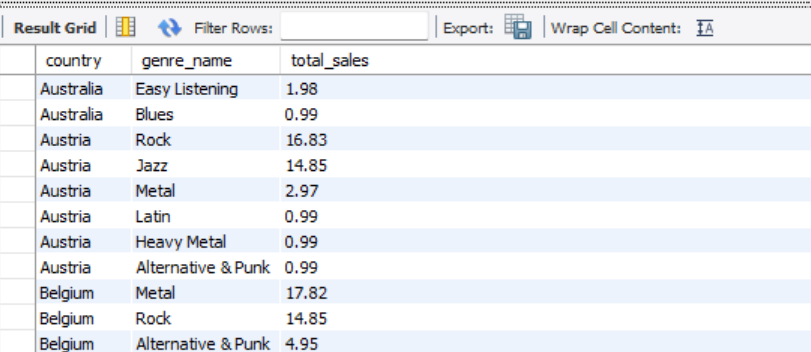 Result Grid Filter Rows: Export: Wrap Cell Content: IA
country genre_name total_sales
Australia Easy Listening 1.98
Australia Blues 0.99
Austria Rock 16.83
Austria Jazz 14.85
Austria Metal 2.97
Austria Latin 0.99
Austria Heavy Metal 0.99
Austria Alternative & Punk 0.99
Belgium Metal 17.82
Belgium Rock 14.85
Belgium Alternative & Punk 4.95